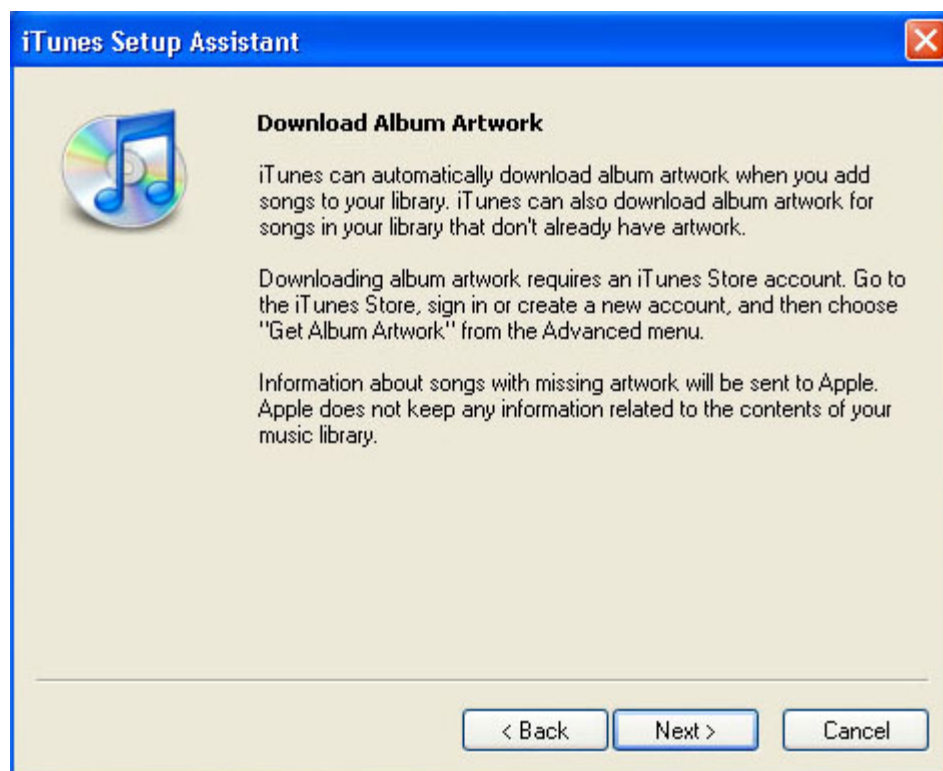 iTunes Setup Assistant
Download Album Artwork
iTunes can automatically download album artwork when you add
songs to your library. iTunes can also download album artwork for
songs in your library that don't already have artwork.
Downloading album artwork requires an iTunes Store account. Go to
the iTunes Store, sign in or create a new account, and then choose
"Get Album Artwork" from the Advanced menu.
Information about songs with missing artwork will be sent to Apple.
Apple does not keep any information related to the contents of your
music library.
< Back Next > Cancel